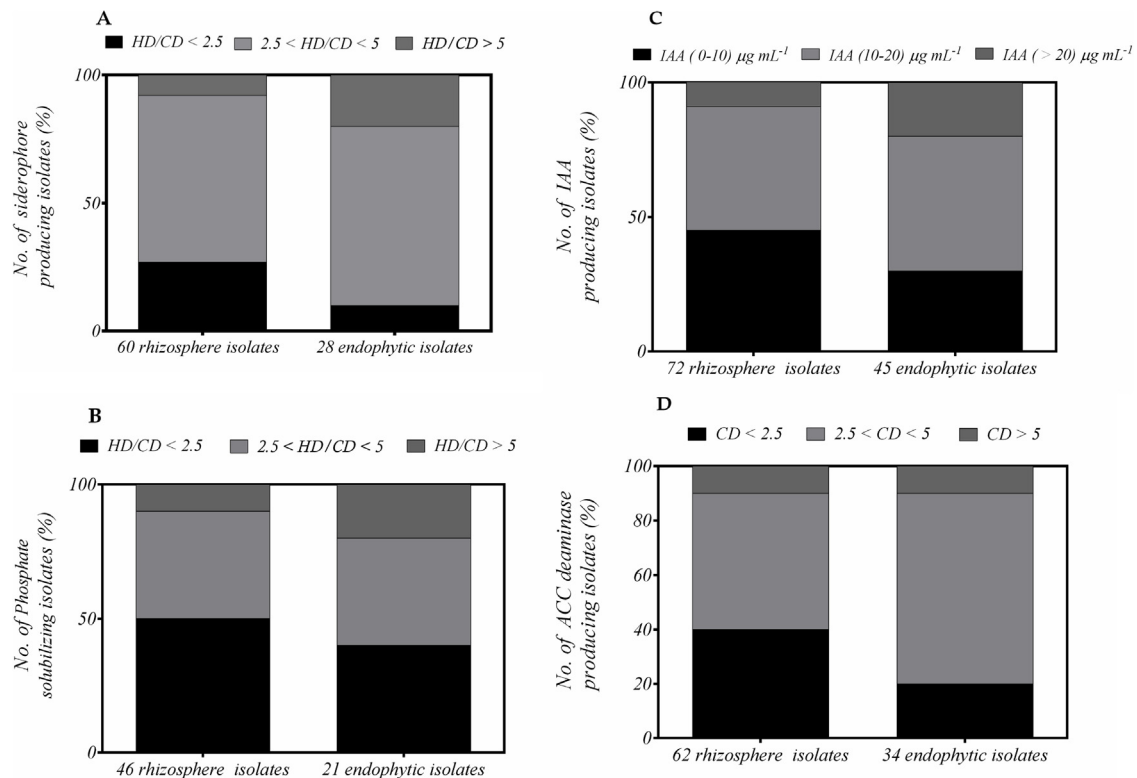 A
HD/CD < 2.5 2.5 < HD/CD < 5 HD/CD > 5
No. of siderophore
producing isolates (%)
100
50
0
60 rhizosphere isolates 28 endophytic isolates
B
HD/CD < 2.5 2.5 < HD/CD < 5 HD/CD > 5
No. of Phosphate
solubilizing isolates (%)
100
50
0
46 rhizosphere isolates 21 endophytic isolates
C
IAA ( 0-10) µg mL⁻¹ IAA (10-20) µg mL⁻¹ IAA ( > 20) µg mL⁻¹
No. of IAA
producing isolates (%)
100
50
0
72 rhizosphere isolates 45 endophytic isolates
D
CD < 2.5 2.5 < CD < 5 CD > 5
No. of ACC deaminase
producing isolates (%)
100
80
60
40
20
0
62 rhizosphere isolates 34 endophytic isolates